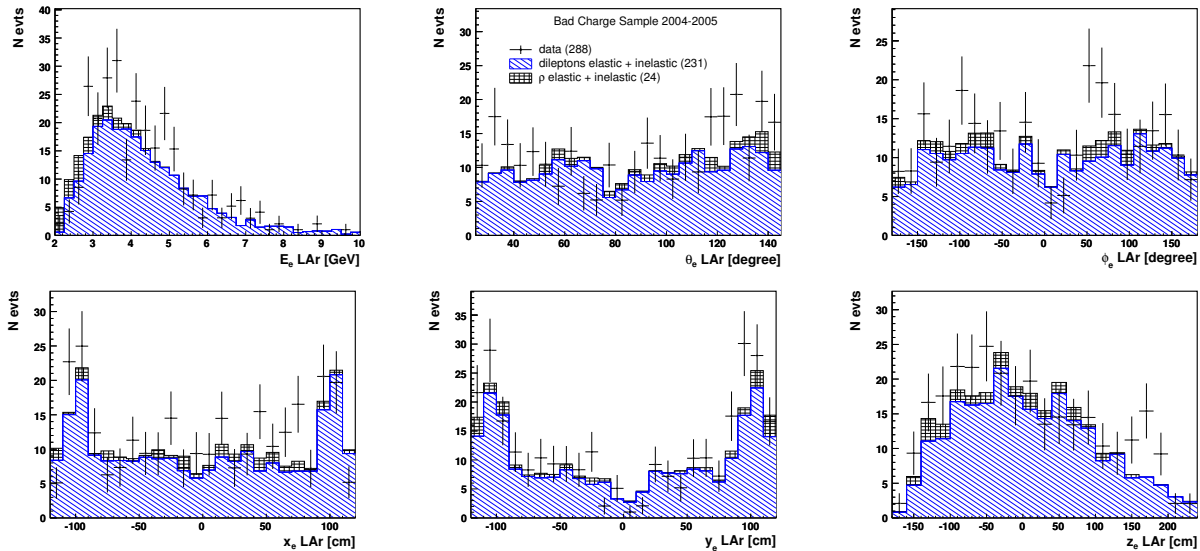 N evts
40
35
30
25
20
15
10
5
0
2 3 4 5 6 7 8 9 10
E_e LAr [GeV]
N evts
Bad Charge Sample 2004-2005
data (288)
dileptons elastic + inelastic (231)
ρ elastic + inelastic (24)
30
25
20
15
10
5
0
40 60 80 100 120 140
θ_e LAr [degree]
N evts
25
20
15
10
5
0
-150 -100 -50 0 50 100 150
ϕ_e LAr [degree]
N evts
30
25
20
15
10
5
0
-100 -50 0 50 100
x_e LAr [cm]
N evts
40
35
30
25
20
15
10
5
0
-100 -50 0 50 100
y_e LAr [cm]
N evts
30
25
20
15
10
5
0
-150 -100 -50 0 50 100 150 200
z_e LAr [cm]